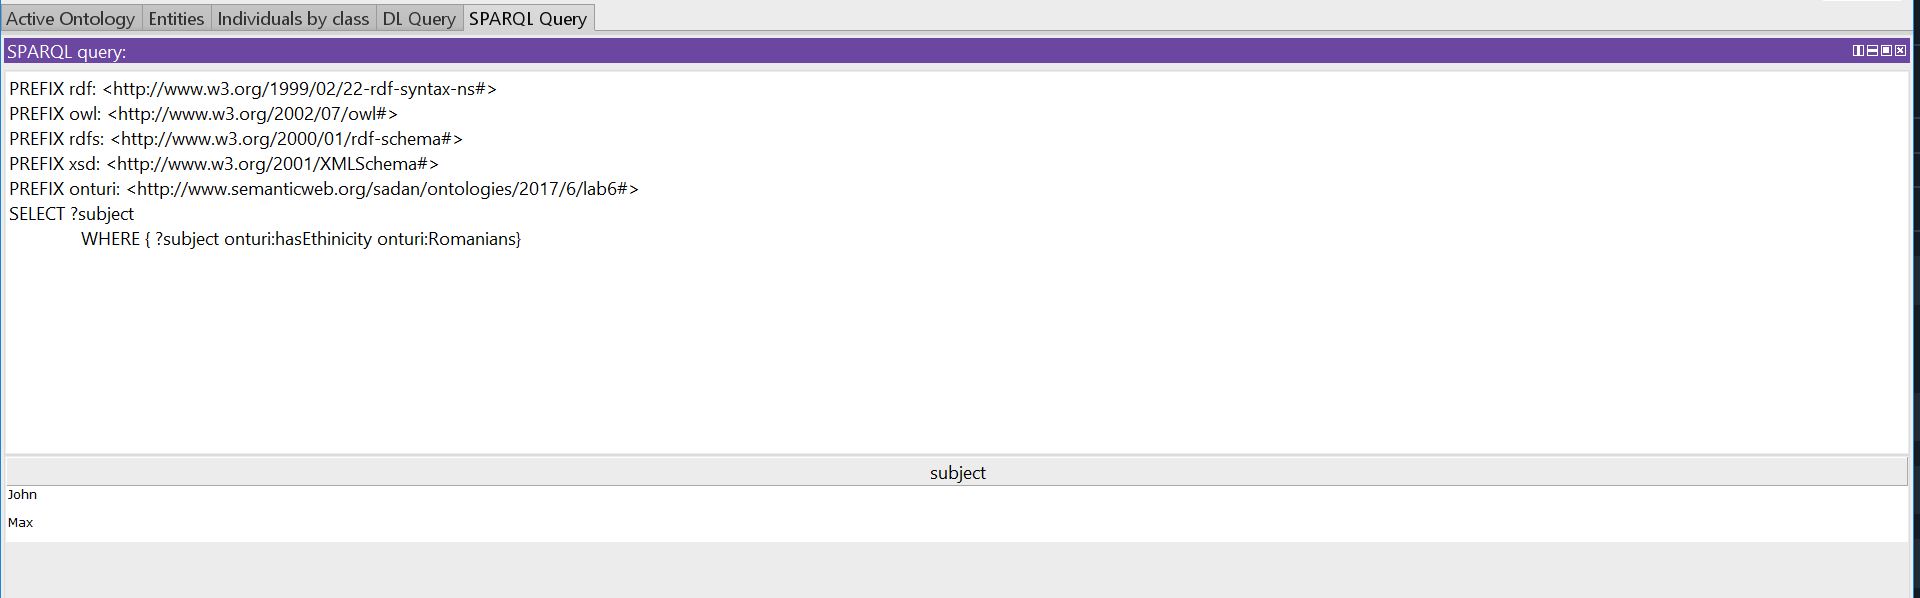 Active Ontology Entities Individuals by class DL Query SPARQL Query
SPARQL query:
PREFIX rdf: <http://www.w3.org/1999/02/22-rdf-syntax-ns#>
PREFIX owl: <http://www.w3.org/2002/07/owl#>
PREFIX rdfs: <http://www.w3.org/2000/01/rdf-schema#>
PREFIX xsd: <http://www.w3.org/2001/XMLSchema#>
PREFIX onturi: <http://www.semanticweb.org/sadan/ontologies/2017/6/lab6#>
SELECT ?subject
WHERE { ?subject onturi:hasEthinicity onturi:Romanians}
subject
John
Max